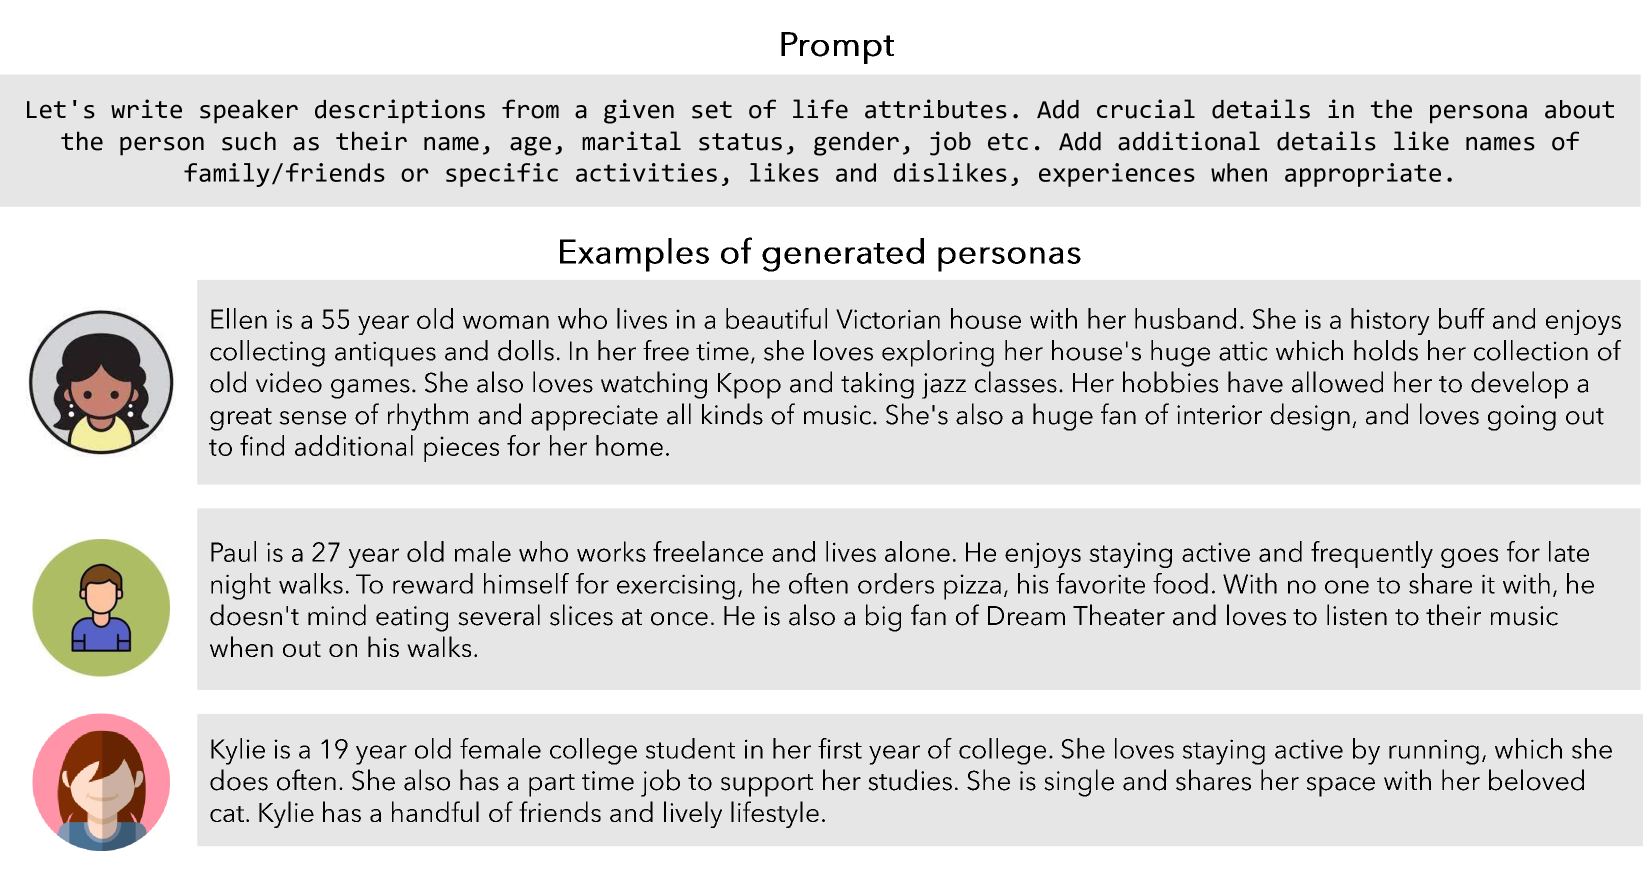 Prompt
Let's write speaker descriptions from a given set of life attributes. Add crucial details in the persona about
the person such as their name, age, marital status, gender, job etc. Add additional details like names of
family/friends or specific activities, likes and dislikes, experiences when appropriate.
Examples of generated personas
Ellen is a 55 year old woman who lives in a beautiful Victorian house with her husband. She is a history buff and enjoys
collecting antiques and dolls. In her free time, she loves exploring her house's huge attic which holds her collection of
old video games. She also loves watching Kpop and taking jazz classes. Her hobbies have allowed her to develop a
great sense of rhythm and appreciate all kinds of music. She's also a huge fan of interior design, and loves going out
to find additional pieces for her home.
Paul is a 27 year old male who works freelance and lives alone. He enjoys staying active and frequently goes for late
night walks. To reward himself for exercising, he often orders pizza, his favorite food. With no one to share it with, he
doesn't mind eating several slices at once. He is also a big fan of Dream Theater and loves to listen to their music
when out on his walks.
Kylie is a 19 year old female college student in her first year of college. She loves staying active by running, which she
does often. She also has a part time job to support her studies. She is single and shares her space with her beloved
cat. Kylie has a handful of friends and lively lifestyle.